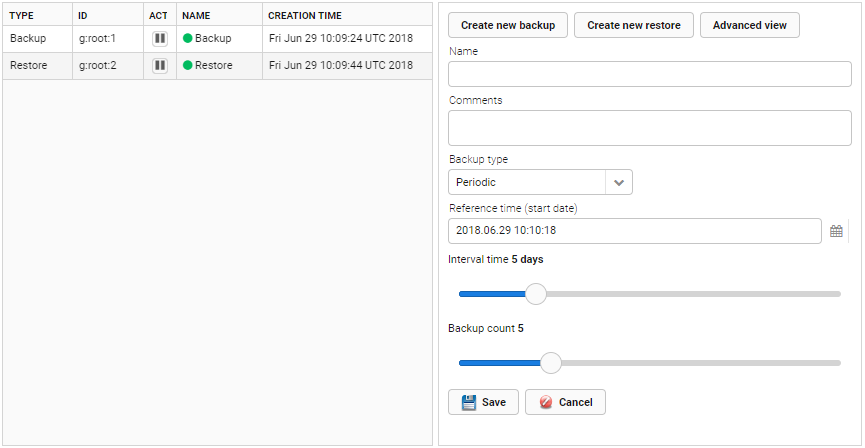 TYPE ID ACT NAME CREATION TIME
Backup g:root:1 Backup Fri Jun 29 10:09:24 UTC 2018
Restore g:root:2 Restore Fri Jun 29 10:09:44 UTC 2018
Create new backup Create new restore Advanced view
Name
Comments
Backup type
Periodic
Reference time (start date)
2018.06.29 10:10:18
Interval time 5 days
Backup count 5
Save Cancel